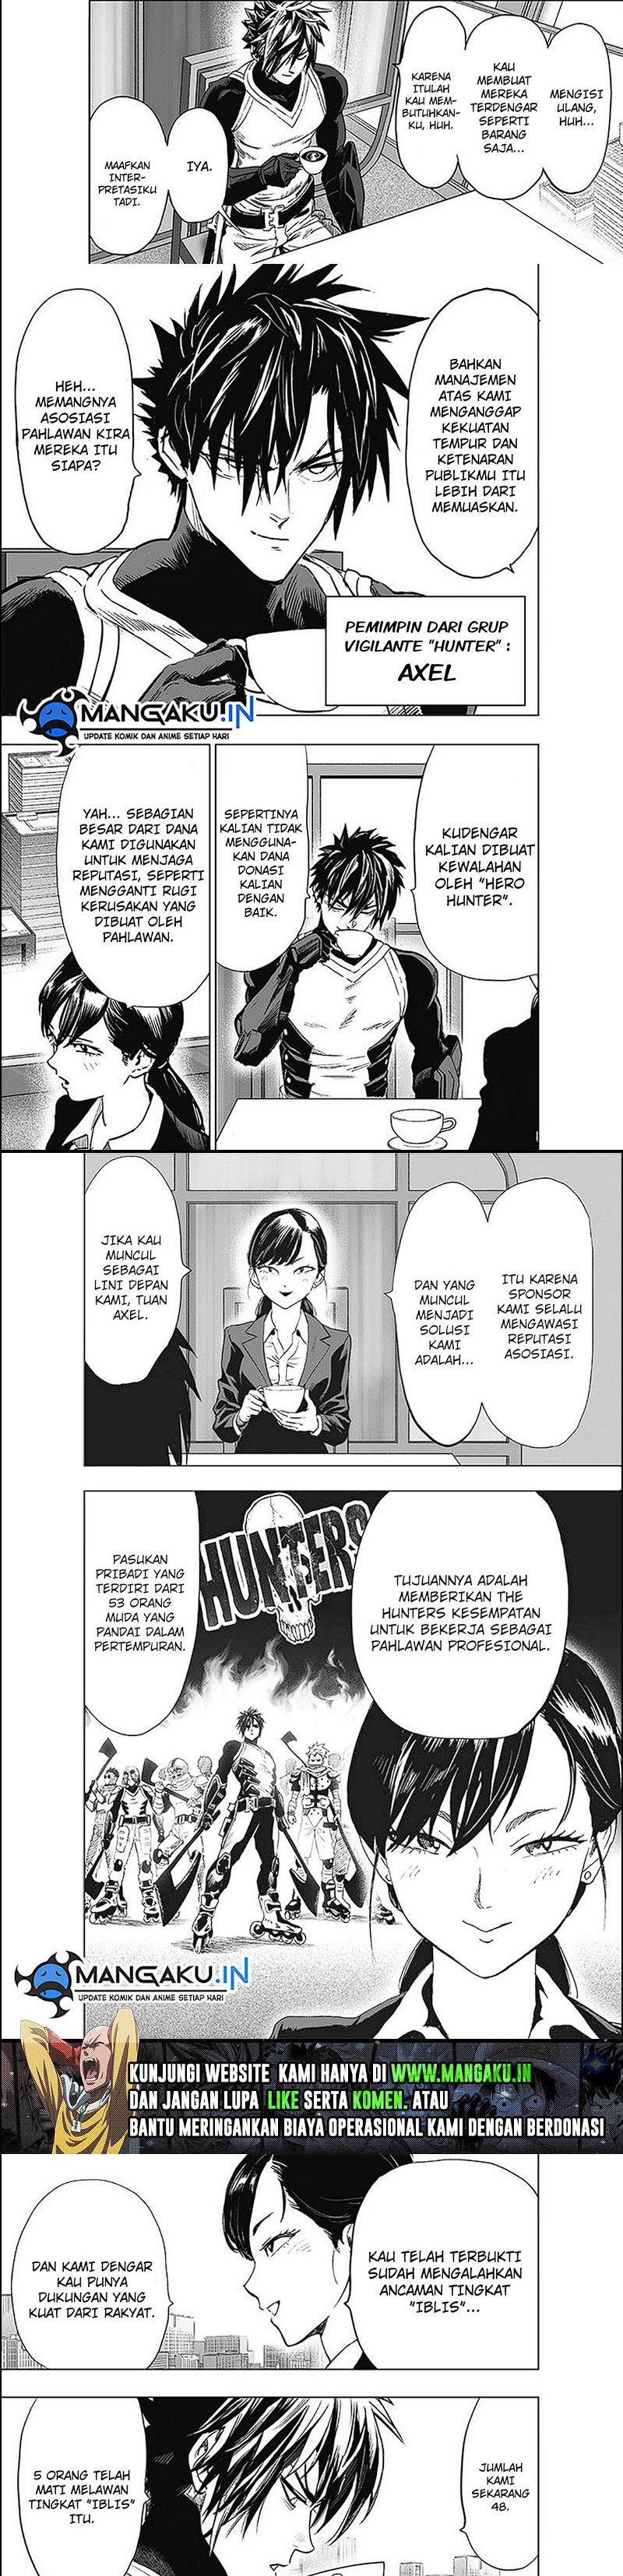 MENGISI
ULANG,
HUH...
KAU
MEMBUAT
MEREKA
TERDENGAR
SEPERTI
BARANG
SAJA...
KARENA
ITULAH
KAU MEM-
BUTUHKAN-
KU, HUH.
IYA.
MAAFKAN
INTER-
PRETASIKU
TADI.
BAHKAN
MANAJEMEN
ATAS KAMI
MENGANGGAP
KEKUATAN
TEMPUR DAN
KETENARAN
PUBLIKMU ITU
LEBIH DARI
MEMUASKAN.
HEH...
MEMANGNYA
ASOSIASI
PAHLAWAN KIRA
MEREKA ITU
SIAPA?
PEMIMPIN DARI GRUP
VIGILANTE "HUNTER" :
AXEL
MANGAKU.IN
UPDATE KOMIK DAN ANIME SETIAP HARI
KUDENGAR
KALIAN DIBUAT
KEWALAHAN
OLEH "HERO
HUNTER".
SEPERTINYA
KALIAN TIDAK
MENGGUNA-
KAN DANA
DONASI
KALIAN
DENGAN
BAIK.
YAH... SEBAGIAN
BESAR DARI DANA
KAMI DIGUNAKAN
UNTUK MENJAGA
REPUTASI, SEPERTI
MENGGANTI RUGI
KERUSAKAN YANG
DIBUAT OLEH
PAHLAWAN.
ITU KARENA
SPONSOR
KAMI SELALU
MENGAWASI
REPUTASI
ASOSIASI.
DAN YANG
MUNCUL
MENJADI
SOLUSI
KAMI
ADALAH...
JIKA KAU
MUNCUL
SEBAGAI
LINI DEPAN
KAMI, TUAN
AXEL.
TUJUANNYA ADALAH
MEMBERIKAN THE
HUNTERS KESEMPATAN
UNTUK BEKERJA SEBAGAI
PAHLAWAN PROFESIONAL.
HUNTERS
PASUKAN
PRIBADI YANG
TERDIRI DARI
53 ORANG
MUDA YANG
PANDAI DALAM
PERTEMPURAN.
MANGAKU.IN
UPDATE KOMIK DAN ANIME SETIAP HARI
KUNJUNGI WEBSITE KAMI HANYA DI WWW.MANGAKU.IN
DAN JANGAN LUPA LIKE SERTA KOMEN. ATAU
BANTU MERINGANKAN BIAYA OPERASIONAL KAMI DENGAN BERDONASI
KAU TELAH TERBUKTI
SUDAH MENGALAHKAN
ANCAMAN TINGKAT
"IBLIS"...
DAN KAMI DENGAR
KAU PUNYA
DUKUNGAN YANG
KUAT DARI RAKYAT.
JUMLAH
KAMI
SEKARANG
48.
5 ORANG TELAH
MATI MELAWAN
TINGKAT "IBLIS"
ITU.